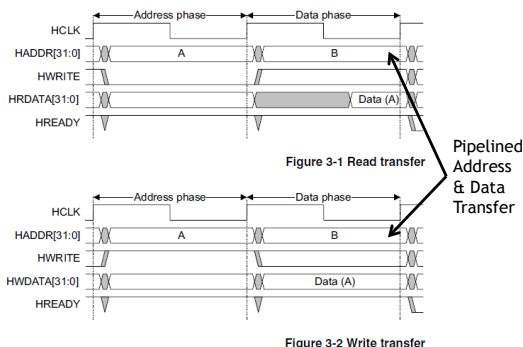 Address phase Data phase
HCLK
HADDR[31:0] A B
HWRITE
HRDATA[31:0] Data (A)
HREADY
Figure 3-1 Read transfer
Pipelined
Address
& Data
Transfer
Address phase Data phase
HCLK
HADDR[31:0] A B
HWRITE
HWDATA[31:0] Data (A)
HREADY
Figure 3-2 Write transfer